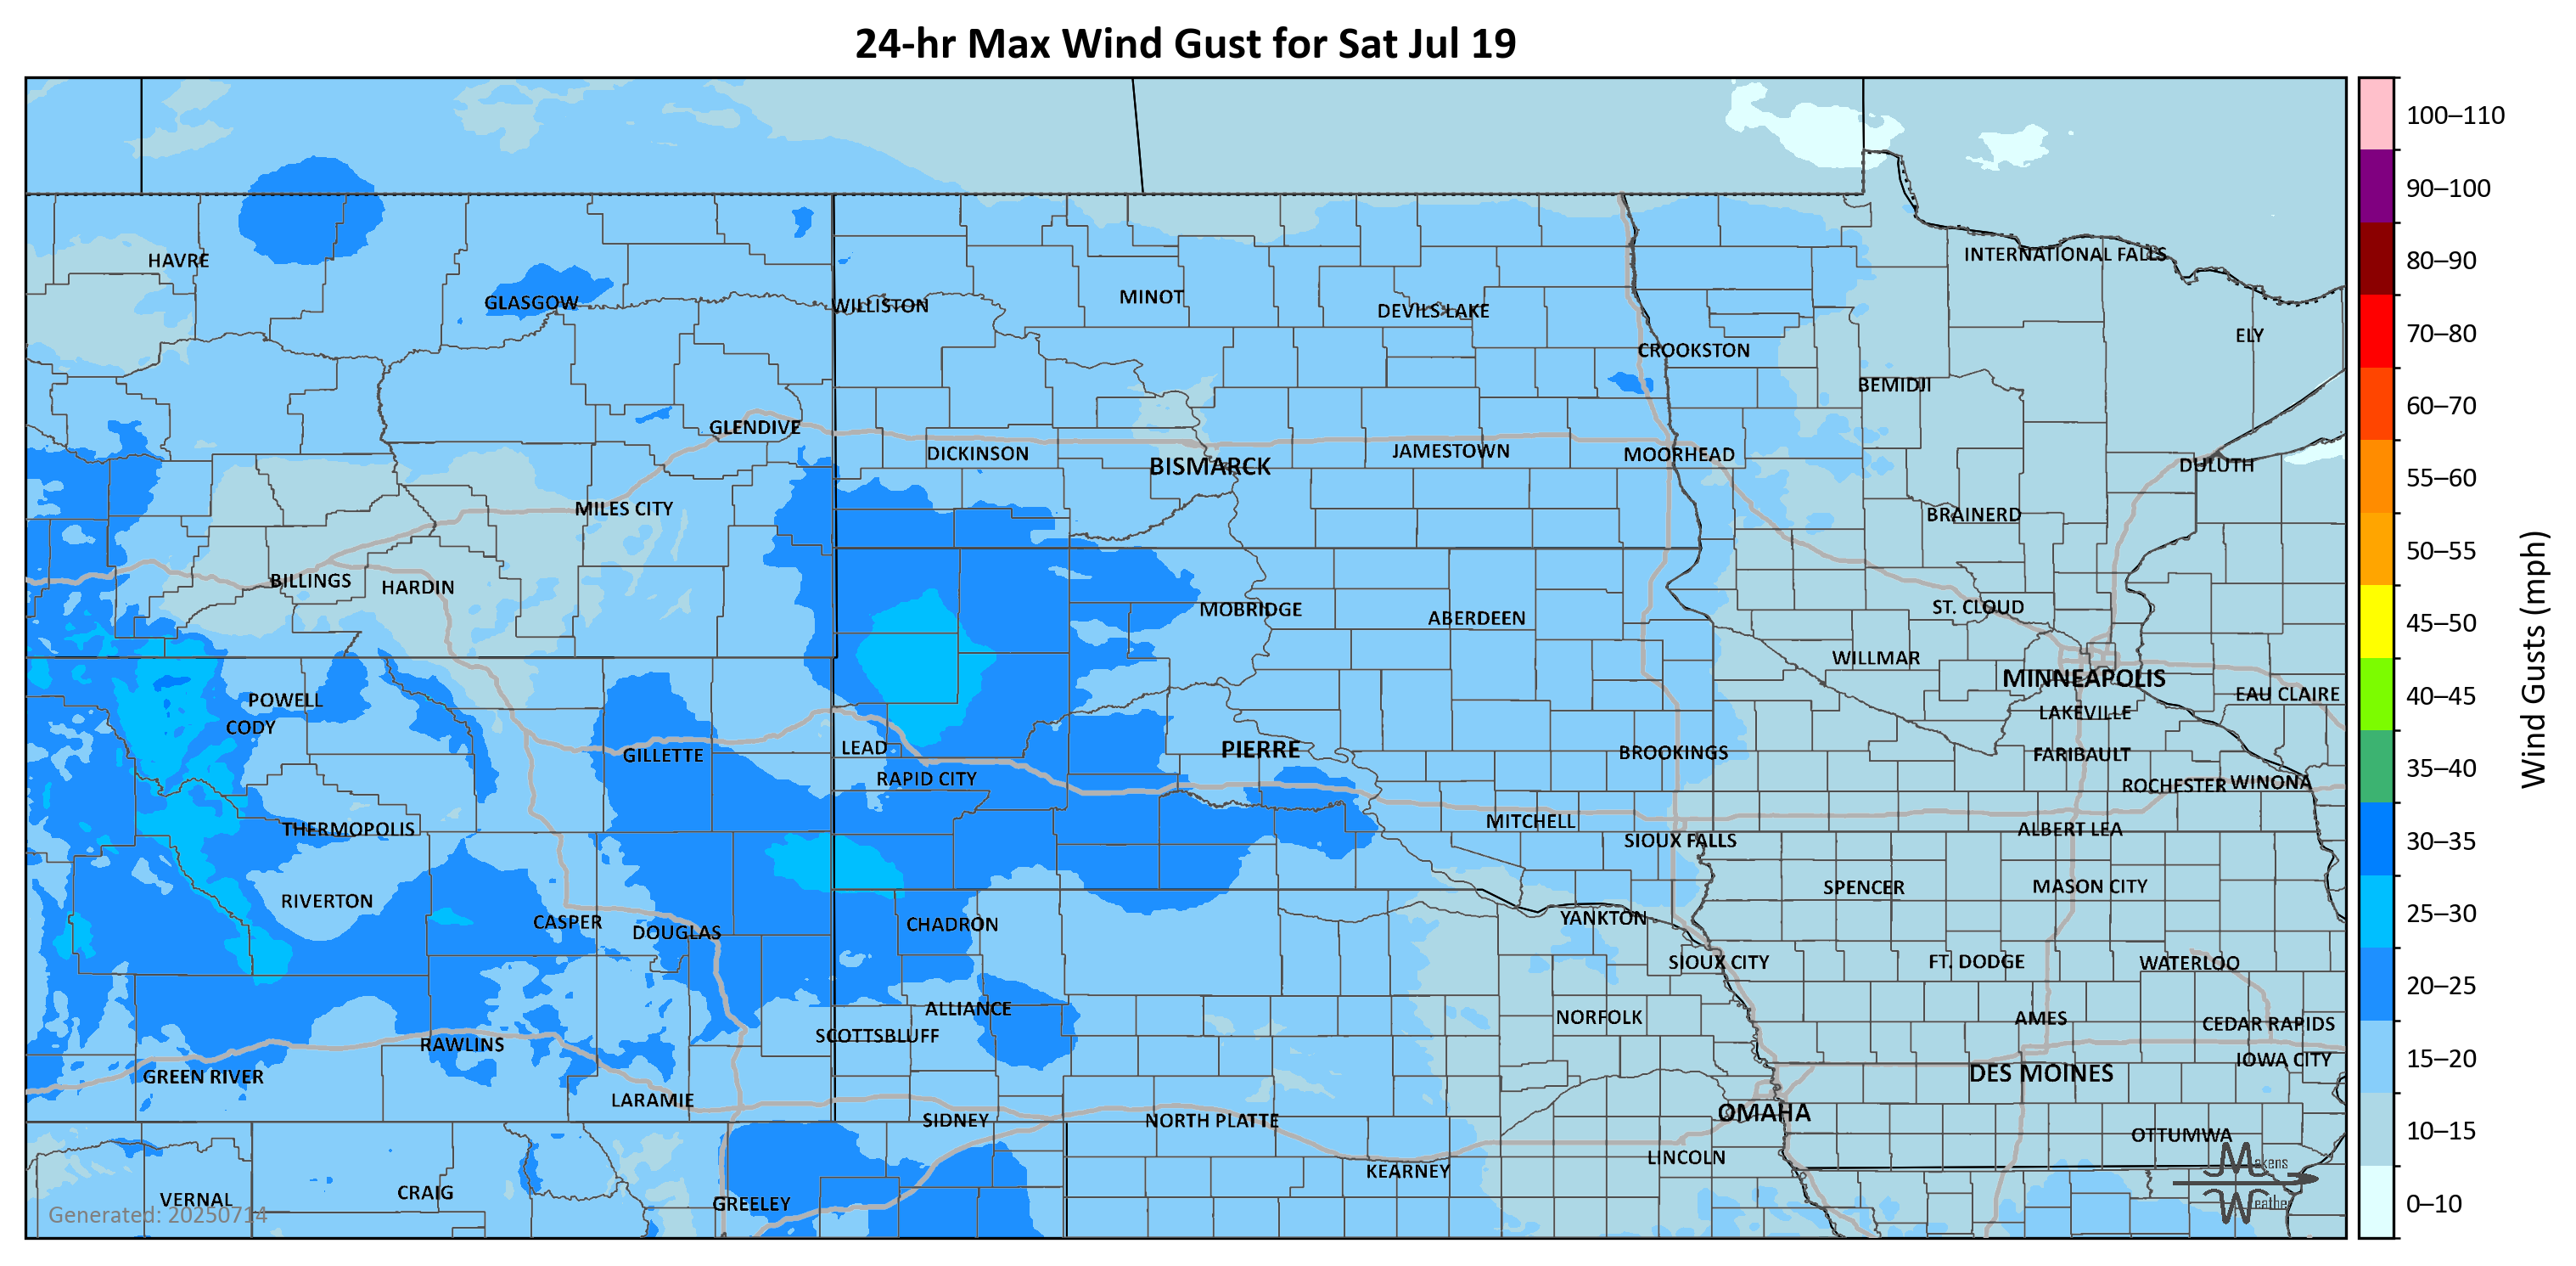 24-hr Max Wind Gust for Sat Jul 19
100–110
90–100
80–90
70–80
60–70
55–60
50–55
45–50
40–45
35–40
30–35
25–30
20–25
15–20
10–15
0–10
Wind Gusts (mph)
HAVRE
INTERNATIONAL FALLS
GLASGOW
WILLISTON
MINOT
DEVILS LAKE
ELY
CROOKSTON
BEMIDJI
GLENDIVE
DICKINSON
BISMARCK
JAMESTOWN
MOORHEAD
DULUTH
MILES CITY
BRAINERD
BILLINGS
HARDIN
MOBRIDGE
ABERDEEN
ST. CLOUD
WILLMAR
MINNEAPOLIS
EAU CLAIRE
POWELL
CODY
LAKEVILLE
GILLETTE
LEAD
PIERRE
BROOKINGS
FARIBAULT
RAPID CITY
ROCHESTER
WINONA
THERMOPOLIS
MITCHELL
SIOUX FALLS
ALBERT LEA
RIVERTON
SPENCER
MASON CITY
CASPER
DOUGLAS
CHADRON
YANKTON
SIOUX CITY
FT. DODGE
WATERLOO
ALLIANCE
SCOTTSBLUFF
NORFOLK
AMES
CEDAR RAPIDS
RAWLINS
IOWA CITY
GREEN RIVER
DES MOINES
LARAMIE
SIDNEY
NORTH PLATTE
OMAHA
OTTUMWA
KEARNEY
LINCOLN
VERNAL
CRAIG
GREELEY
Generated: 20250714
Makens
Weather